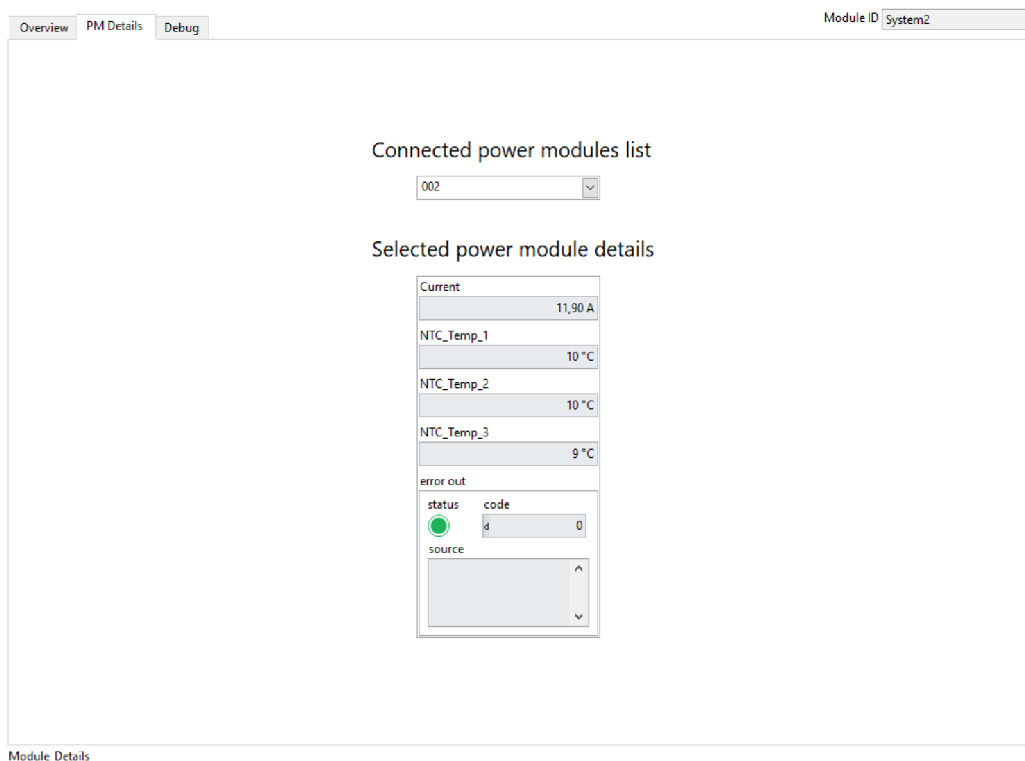 Overview PM Details Debug Module ID System2
Connected power modules list
002
Selected power module details
Current
11,90 A
NTC_Temp_1
10 °C
NTC_Temp_2
10 °C
NTC_Temp_3
9 °C
error out
status code
d 0
source
Module Details